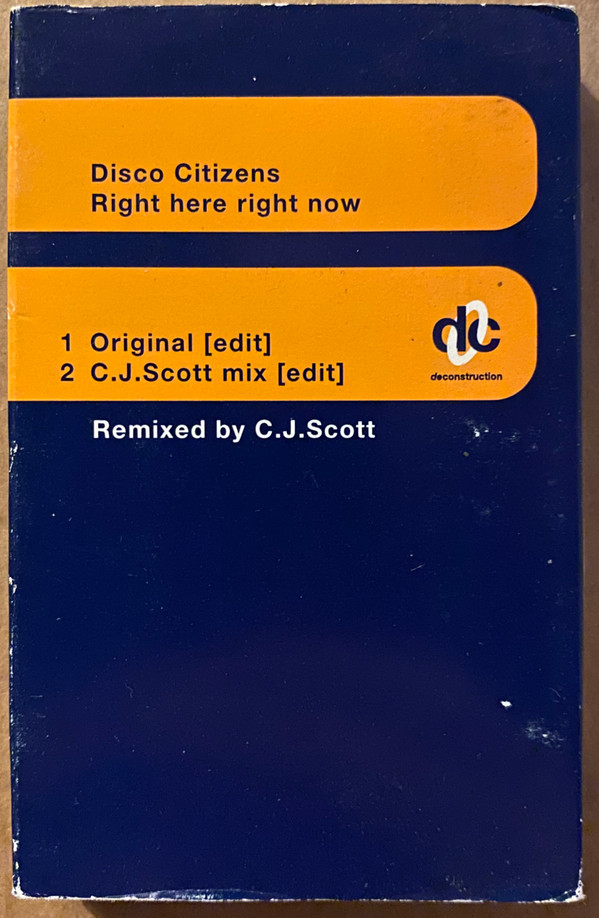 Disco Citizens
Right here right now
1 Original [edit]
2 C.J.Scott mix [edit]
dc
deconstruction
Remixed by C.J.Scott